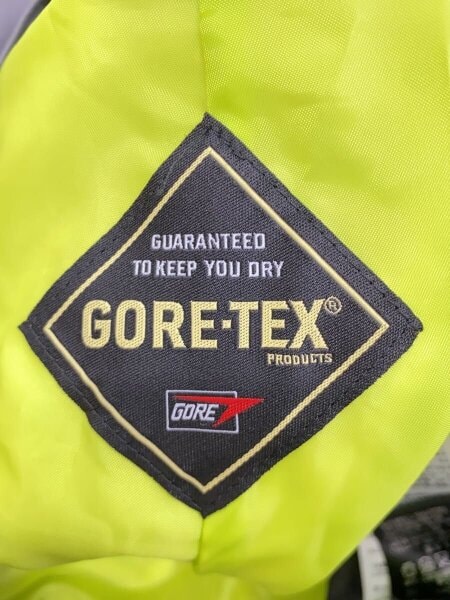 GUARANTEED
TO KEEP YOU DRY
GORE-TEX®
PRODUCTS
GORE